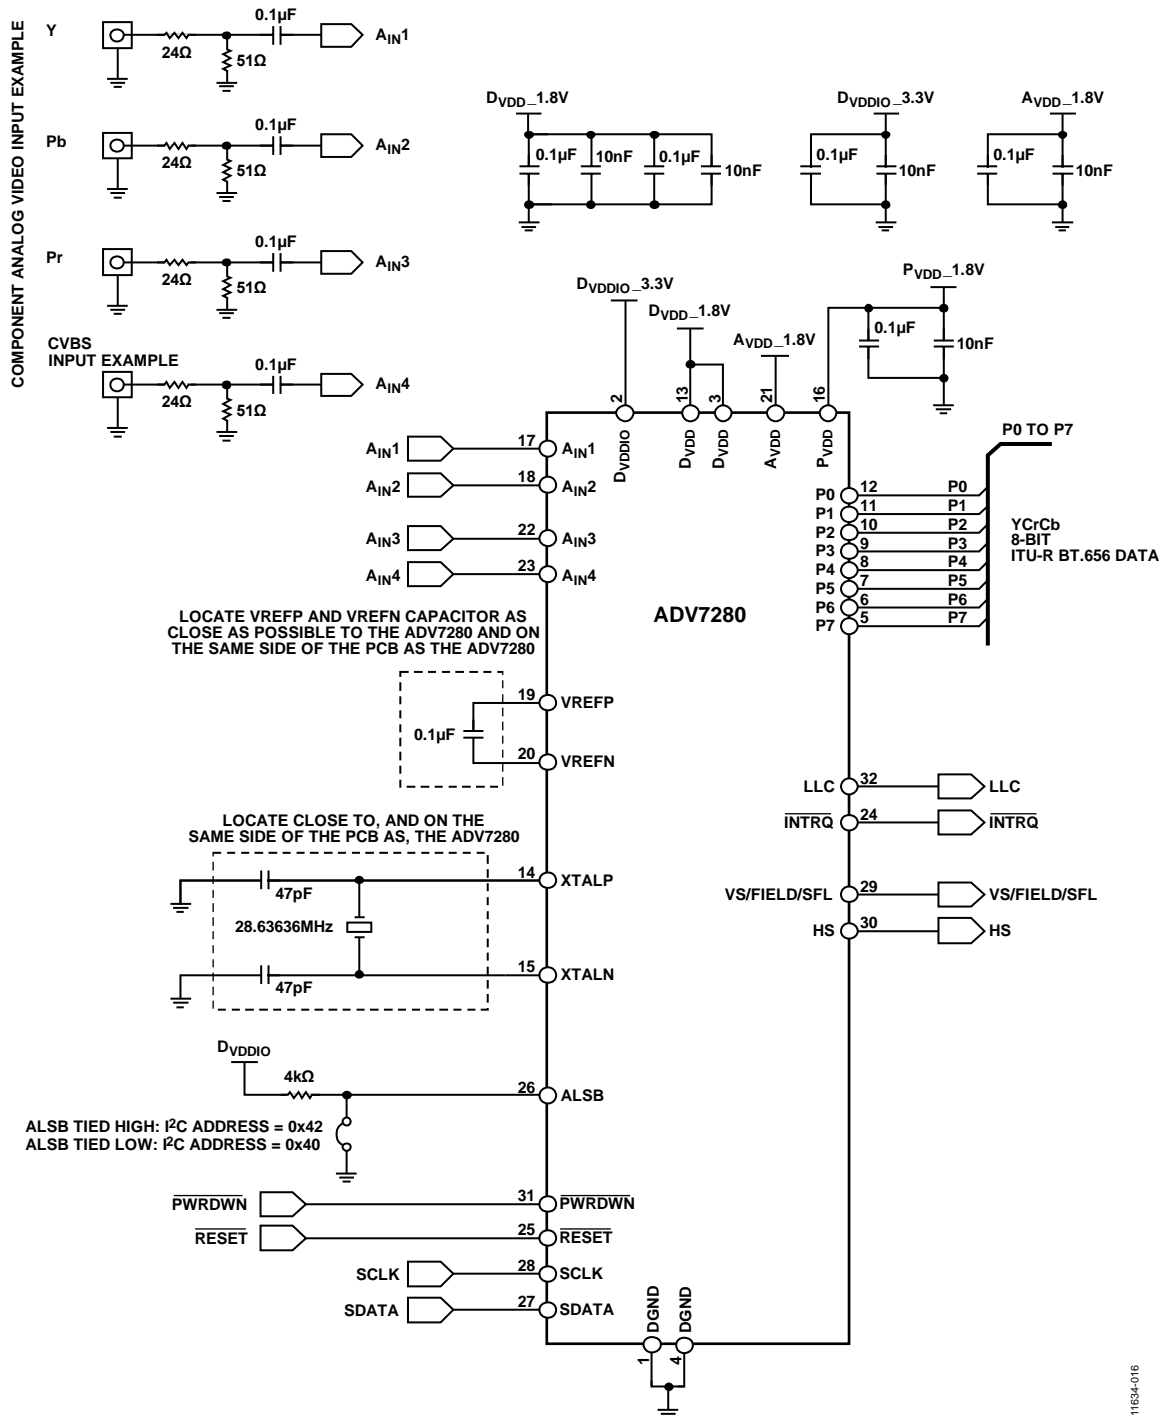 COMPONENT ANALOG VIDEO INPUT EXAMPLE
Y
24Ω
51Ω
0.1µF
AIN1
Pb
24Ω
51Ω
0.1µF
AIN2
Pr
24Ω
51Ω
0.1µF
AIN3
CVBS
INPUT EXAMPLE
24Ω
51Ω
0.1µF
AIN4
DVDD_1.8V
0.1µF
10nF
0.1µF
10nF
DVDDIO_3.3V
0.1µF
10nF
AVDD_1.8V
0.1µF
10nF
DVDDIO_3.3V
DVDD_1.8V
AVDD_1.8V
PVDD_1.8V
0.1µF
10nF
2
13
3
21
16
DVDDIO
DVDD
DVDD
AVDD
PVDD
AIN1 17 AIN1
AIN2 18 AIN2
AIN3 22 AIN3
AIN4 23 AIN4
P0 TO P7
P0 12 P0
P1 11 P1
P2 10 P2
P3 9 P3
P4 8 P4
P5 7 P5
P6 6 P6
P7 5 P7
YCrCb
8-BIT
ITU-R BT.656 DATA
ADV7280
LOCATE VREFP AND VREFN CAPACITOR AS
CLOSE AS POSSIBLE TO THE ADV7280 AND ON
THE SAME SIDE OF THE PCB AS THE ADV7280
19 VREFP
0.1µF
20 VREFN
LLC 32 LLC
INTRQ 24 INTRQ
VS/FIELD/SFL 29 VS/FIELD/SFL
HS 30 HS
LOCATE CLOSE TO, AND ON THE
SAME SIDE OF THE PCB AS, THE ADV7280
14 XTALP
47pF
28.63636MHz
15 XTALN
47pF
DVDDIO
4kΩ
26 ALSB
ALSB TIED HIGH: I2C ADDRESS = 0x42
ALSB TIED LOW: I2C ADDRESS = 0x40
PWRDWN 31 PWRDWN
RESET 25 RESET
SCLK 28 SCLK
SDATA 27 SDATA
DGND
DGND
1
4
11634-016